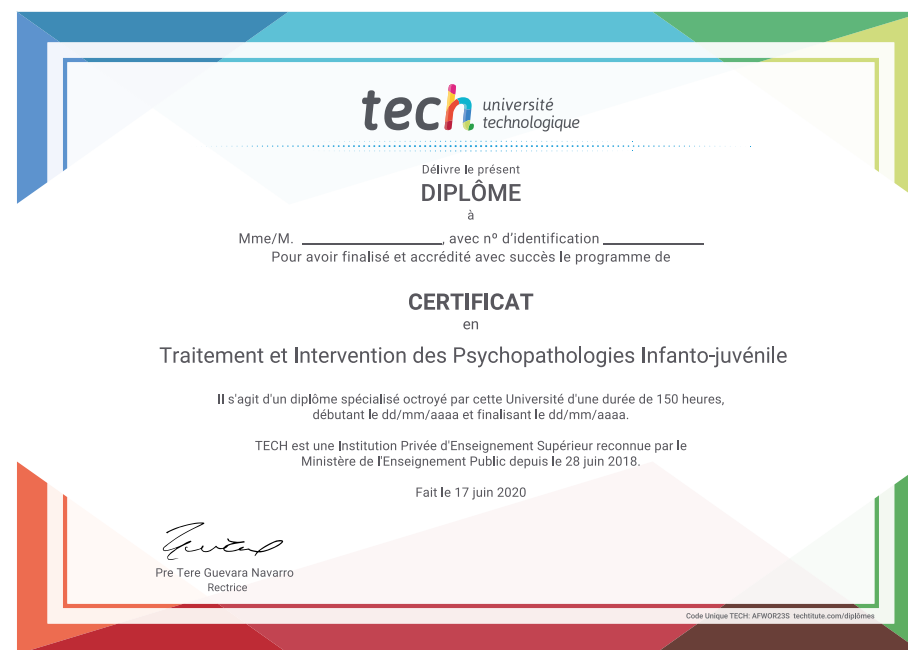 tech université
technologique
Délivre le présent
DIPLÔME
à
Mme/M. ____________________, avec nº d'identification ______________
Pour avoir finalisé et accrédité avec succès le programme de
CERTIFICAT
en
Traitement et Intervention des Psychopathologies Infanto-juvénile
Il s'agit d'un diplôme spécialisé octroyé par cette Université d'une durée de 150 heures,
débutant le dd/mm/aaaa et finalisant le dd/mm/aaaa.
TECH est une Institution Privée d'Enseignement Supérieur reconnue par le
Ministère de l'Enseignement Public depuis le 28 juin 2018.
Fait le 17 juin 2020
Pre Tere Guevara Navarro
Rectrice
Code Unique TECH: AFWOR23S techtitute.com/diplômes